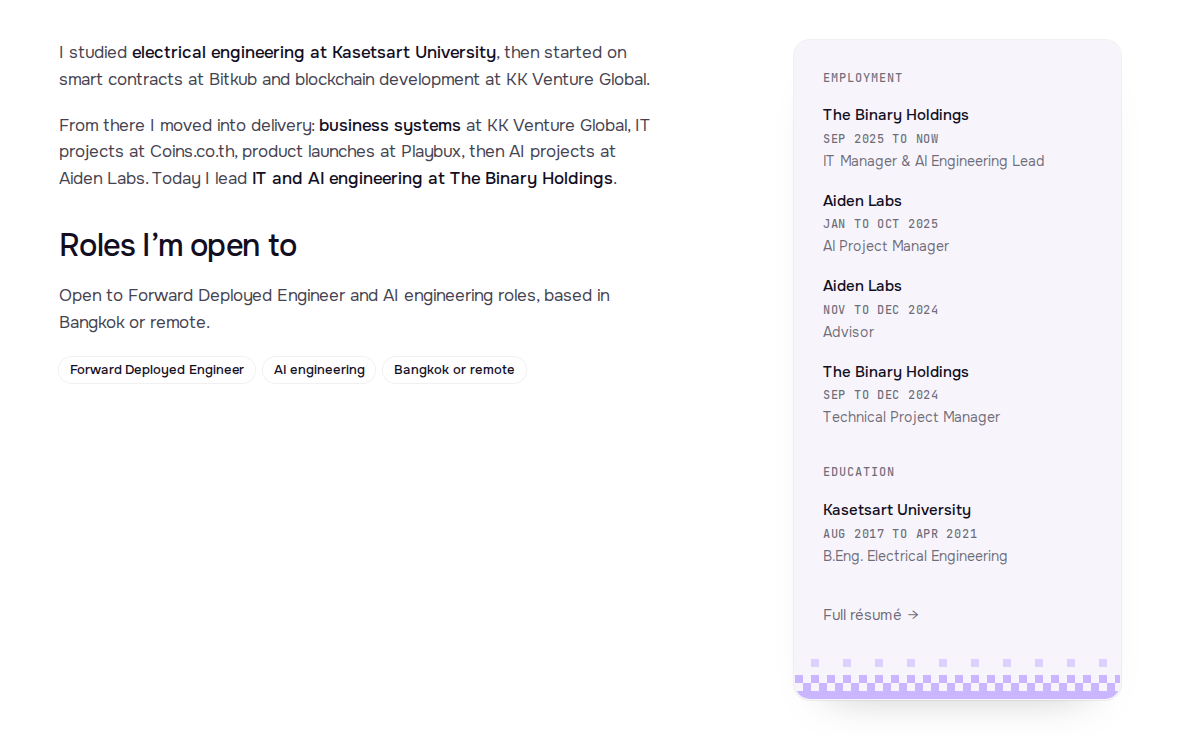 I studied electrical engineering at Kasetsart University, then started on
smart contracts at Bitkub and blockchain development at KK Venture Global.
From there I moved into delivery: business systems at KK Venture Global, IT
projects at Coins.co.th, product launches at Playbux, then AI projects at
Aiden Labs. Today I lead IT and AI engineering at The Binary Holdings.
Roles I’m open to
Open to Forward Deployed Engineer and AI engineering roles, based in
Bangkok or remote.
Forward Deployed Engineer
AI engineering
Bangkok or remote
EMPLOYMENT
The Binary Holdings
SEP 2025 TO NOW
IT Manager & AI Engineering Lead
Aiden Labs
JAN TO OCT 2025
AI Project Manager
Aiden Labs
NOV TO DEC 2024
Advisor
The Binary Holdings
SEP TO DEC 2024
Technical Project Manager
EDUCATION
Kasetsart University
AUG 2017 TO APR 2021
B.Eng. Electrical Engineering
Full résumé →